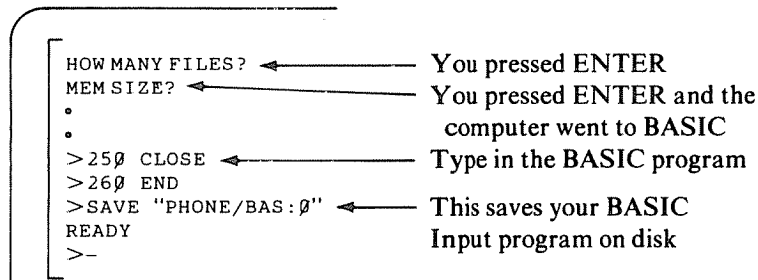 HOW MANY FILES? You pressed ENTER
MEM SIZE? You pressed ENTER and the
computer went to BASIC
>25Ø CLOSE Type in the BASIC program
>26Ø END
>SAVE "PHONE/BAS:Ø" This saves your BASIC
READY Input program on disk
>-